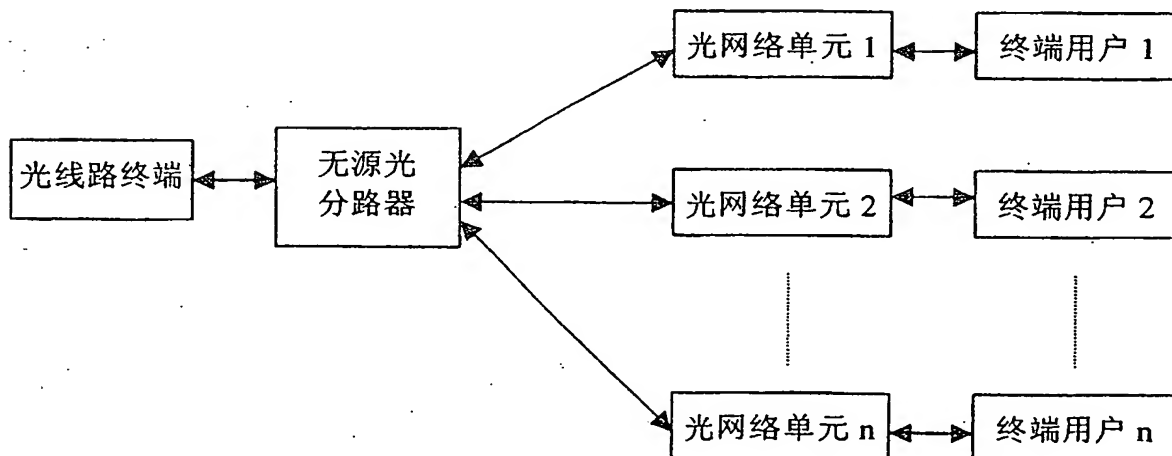 光网络单元 1
终端用户 1
光线路终端
无源光
分路器
光网络单元 2
终端用户 2
光网络单元 n
终端用户 n